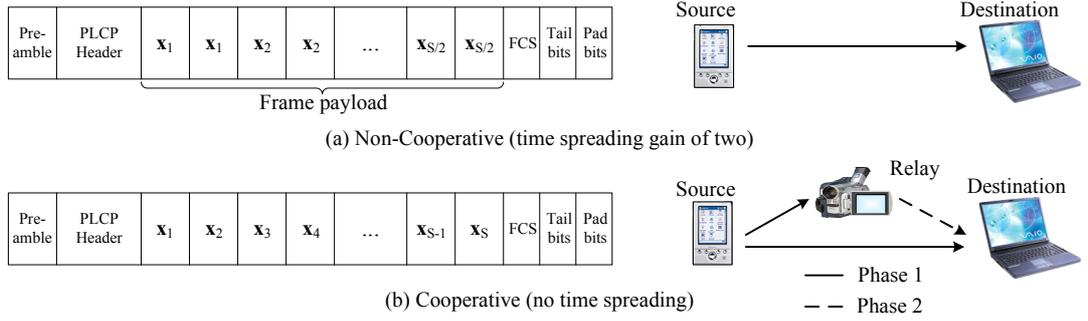 Source
Destination
Pre-
amble
PLCP
Header
x1 x1 x2 x2 ... xS/2 xS/2
FCS
Tail
bits
Pad
bits
Frame payload
VAIO
(a) Non-Cooperative (time spreading gain of two)
Source
Relay
Destination
Pre-
amble
PLCP
Header
x1 x2 x3 x4 ... xS-1 xS
FCS
Tail
bits
Pad
bits
VAIO
Phase 1
(b) Cooperative (no time spreading)
Phase 2